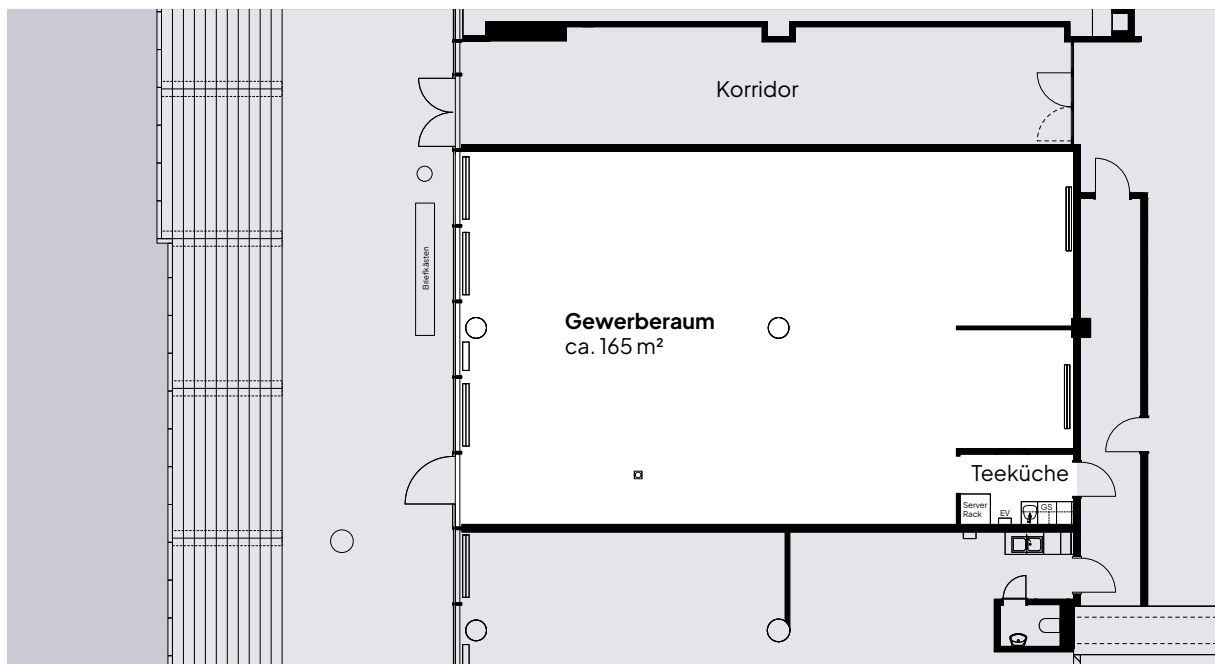 Korridor
Briefkästen
Gewerberaum
ca. 165 m²
Teeküche
Server
Rack
EV
GS